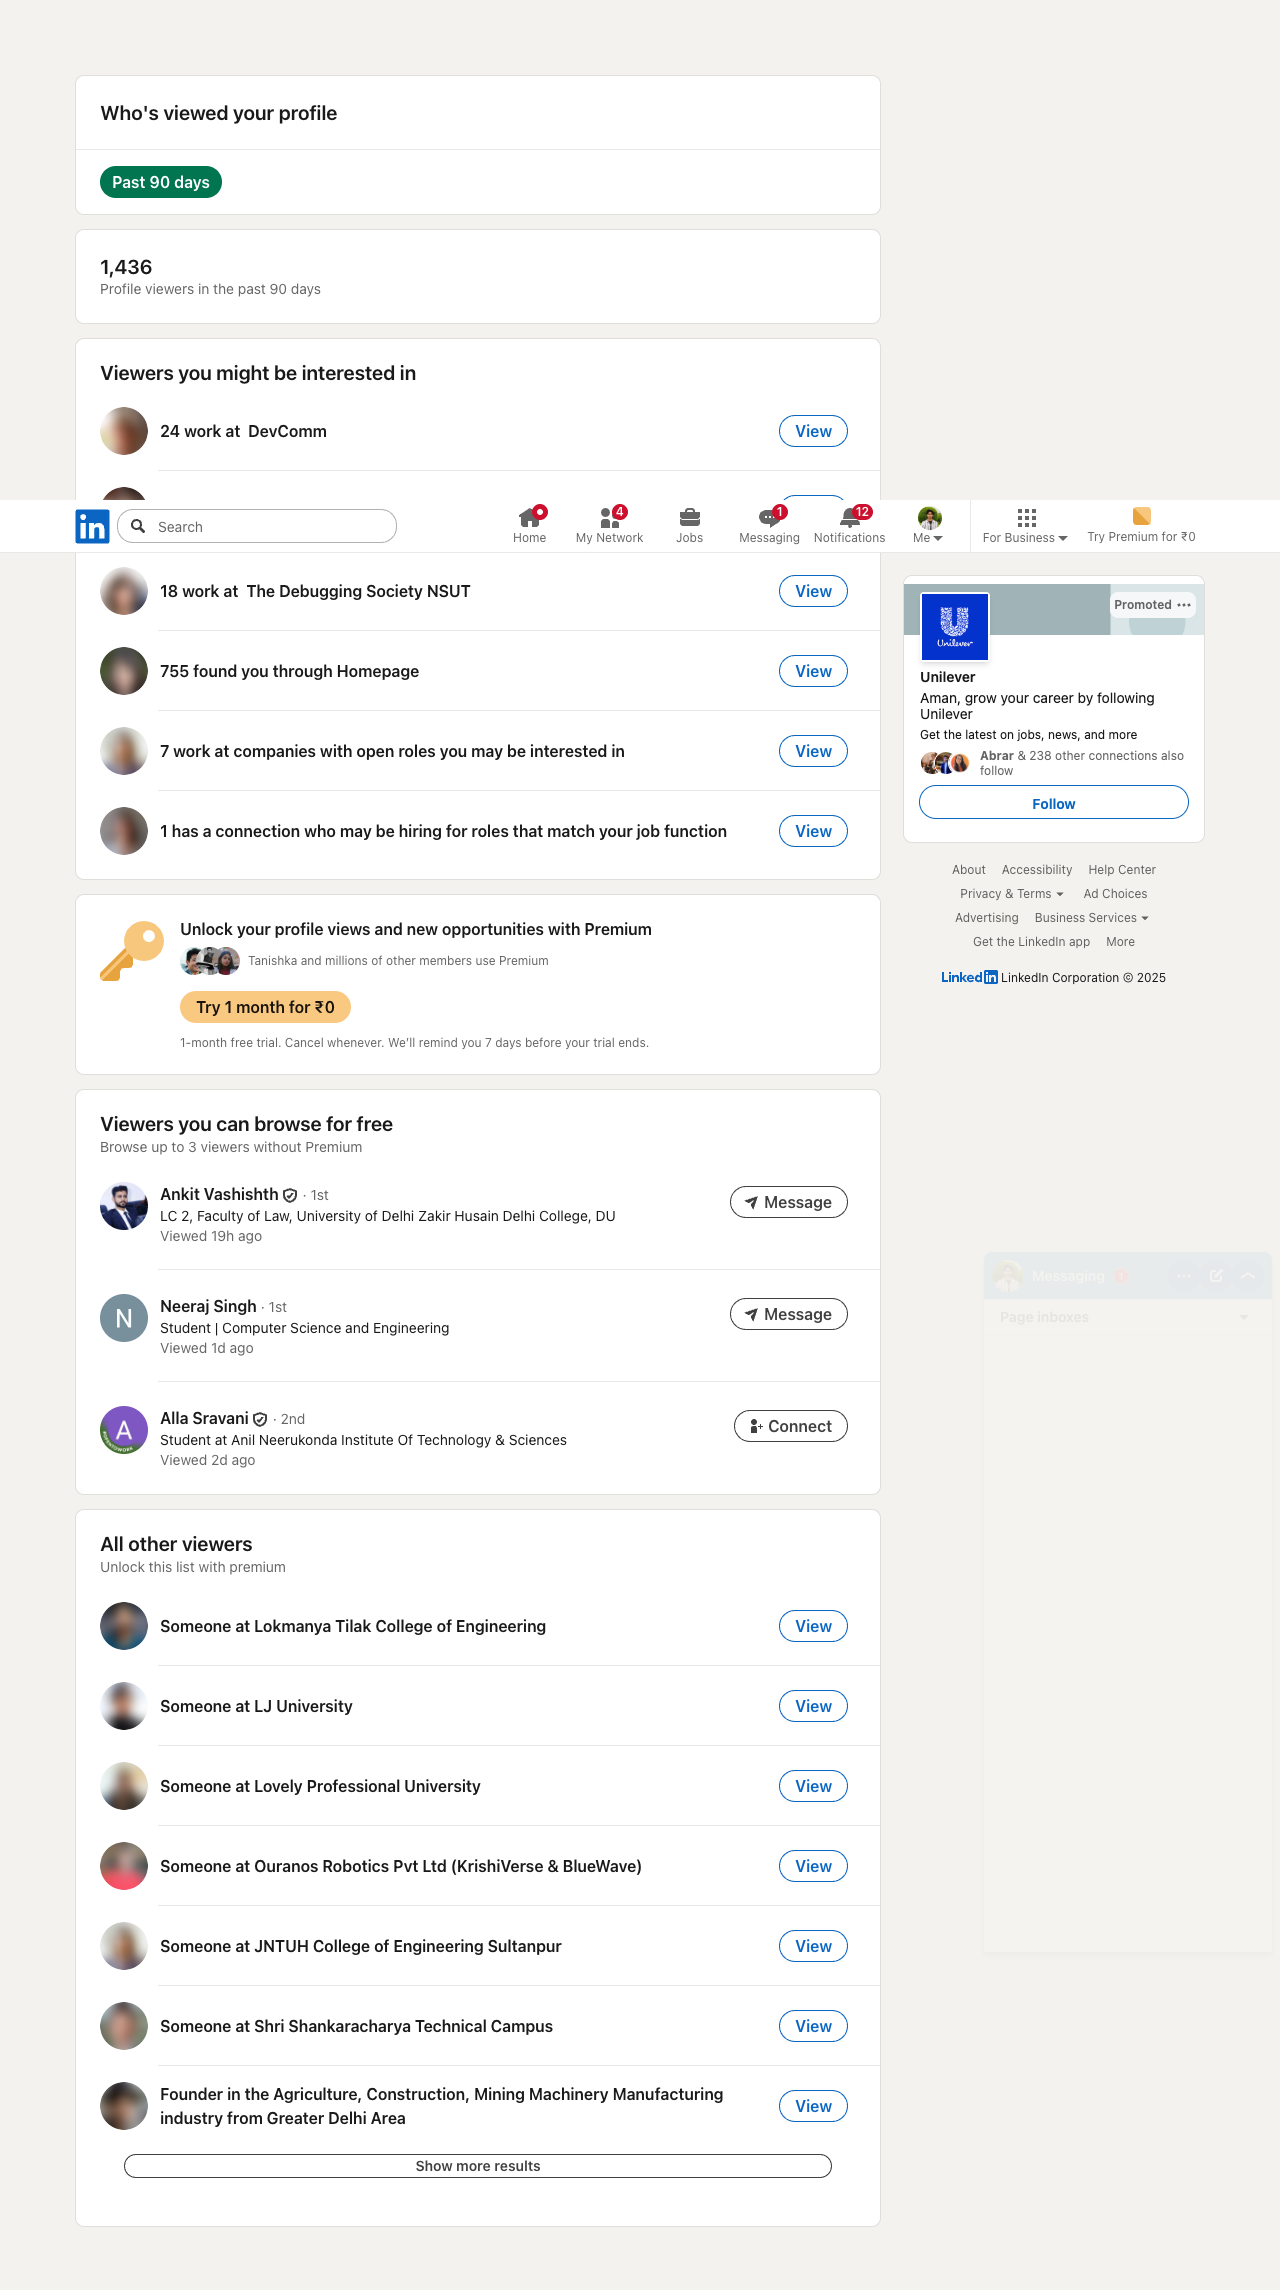 Who's viewed your profile
Past 90 days
1,436
Profile viewers in the past 90 days
Viewers you might be interested in
24 work at  DevComm
View
in
Search
Home
4
My Network
Jobs
1
Messaging
12
Notifications
Me
For Business
Try Premium for ₹0
18 work at  The Debugging Society NSUT
View
755 found you through Homepage
View
7 work at companies with open roles you may be interested in
View
1 has a connection who may be hiring for roles that match your job function
View
Promoted
Unilever
Unilever
Aman, grow your career by following
Unilever
Get the latest on jobs, news, and more
Abrar & 238 other connections also
follow
Follow
About
Accessibility
Help Center
Privacy & Terms
Ad Choices
Advertising
Business Services
Get the LinkedIn app
More
Linkedin LinkedIn Corporation © 2025
Unlock your profile views and new opportunities with Premium
Tanishka and millions of other members use Premium
Try 1 month for ₹0
1-month free trial. Cancel whenever. We'll remind you 7 days before your trial ends.
Viewers you can browse for free
Browse up to 3 viewers without Premium
Ankit Vashishth · 1st
LC 2, Faculty of Law, University of Delhi Zakir Husain Delhi College, DU
Viewed 19h ago
Message
N
Neeraj Singh · 1st
Student | Computer Science and Engineering
Viewed 1d ago
Message
A
#OPENTOWORK
Alla Sravani · 2nd
Student at Anil Neerukonda Institute Of Technology & Sciences
Viewed 2d ago
Connect
Messaging
1
Page inboxes
All other viewers
Unlock this list with premium
Someone at Lokmanya Tilak College of Engineering
View
Someone at LJ University
View
Someone at Lovely Professional University
View
Someone at Ouranos Robotics Pvt Ltd (KrishiVerse & BlueWave)
View
Someone at JNTUH College of Engineering Sultanpur
View
Someone at Shri Shankaracharya Technical Campus
View
Founder in the Agriculture, Construction, Mining Machinery Manufacturing
industry from Greater Delhi Area
View
Show more results